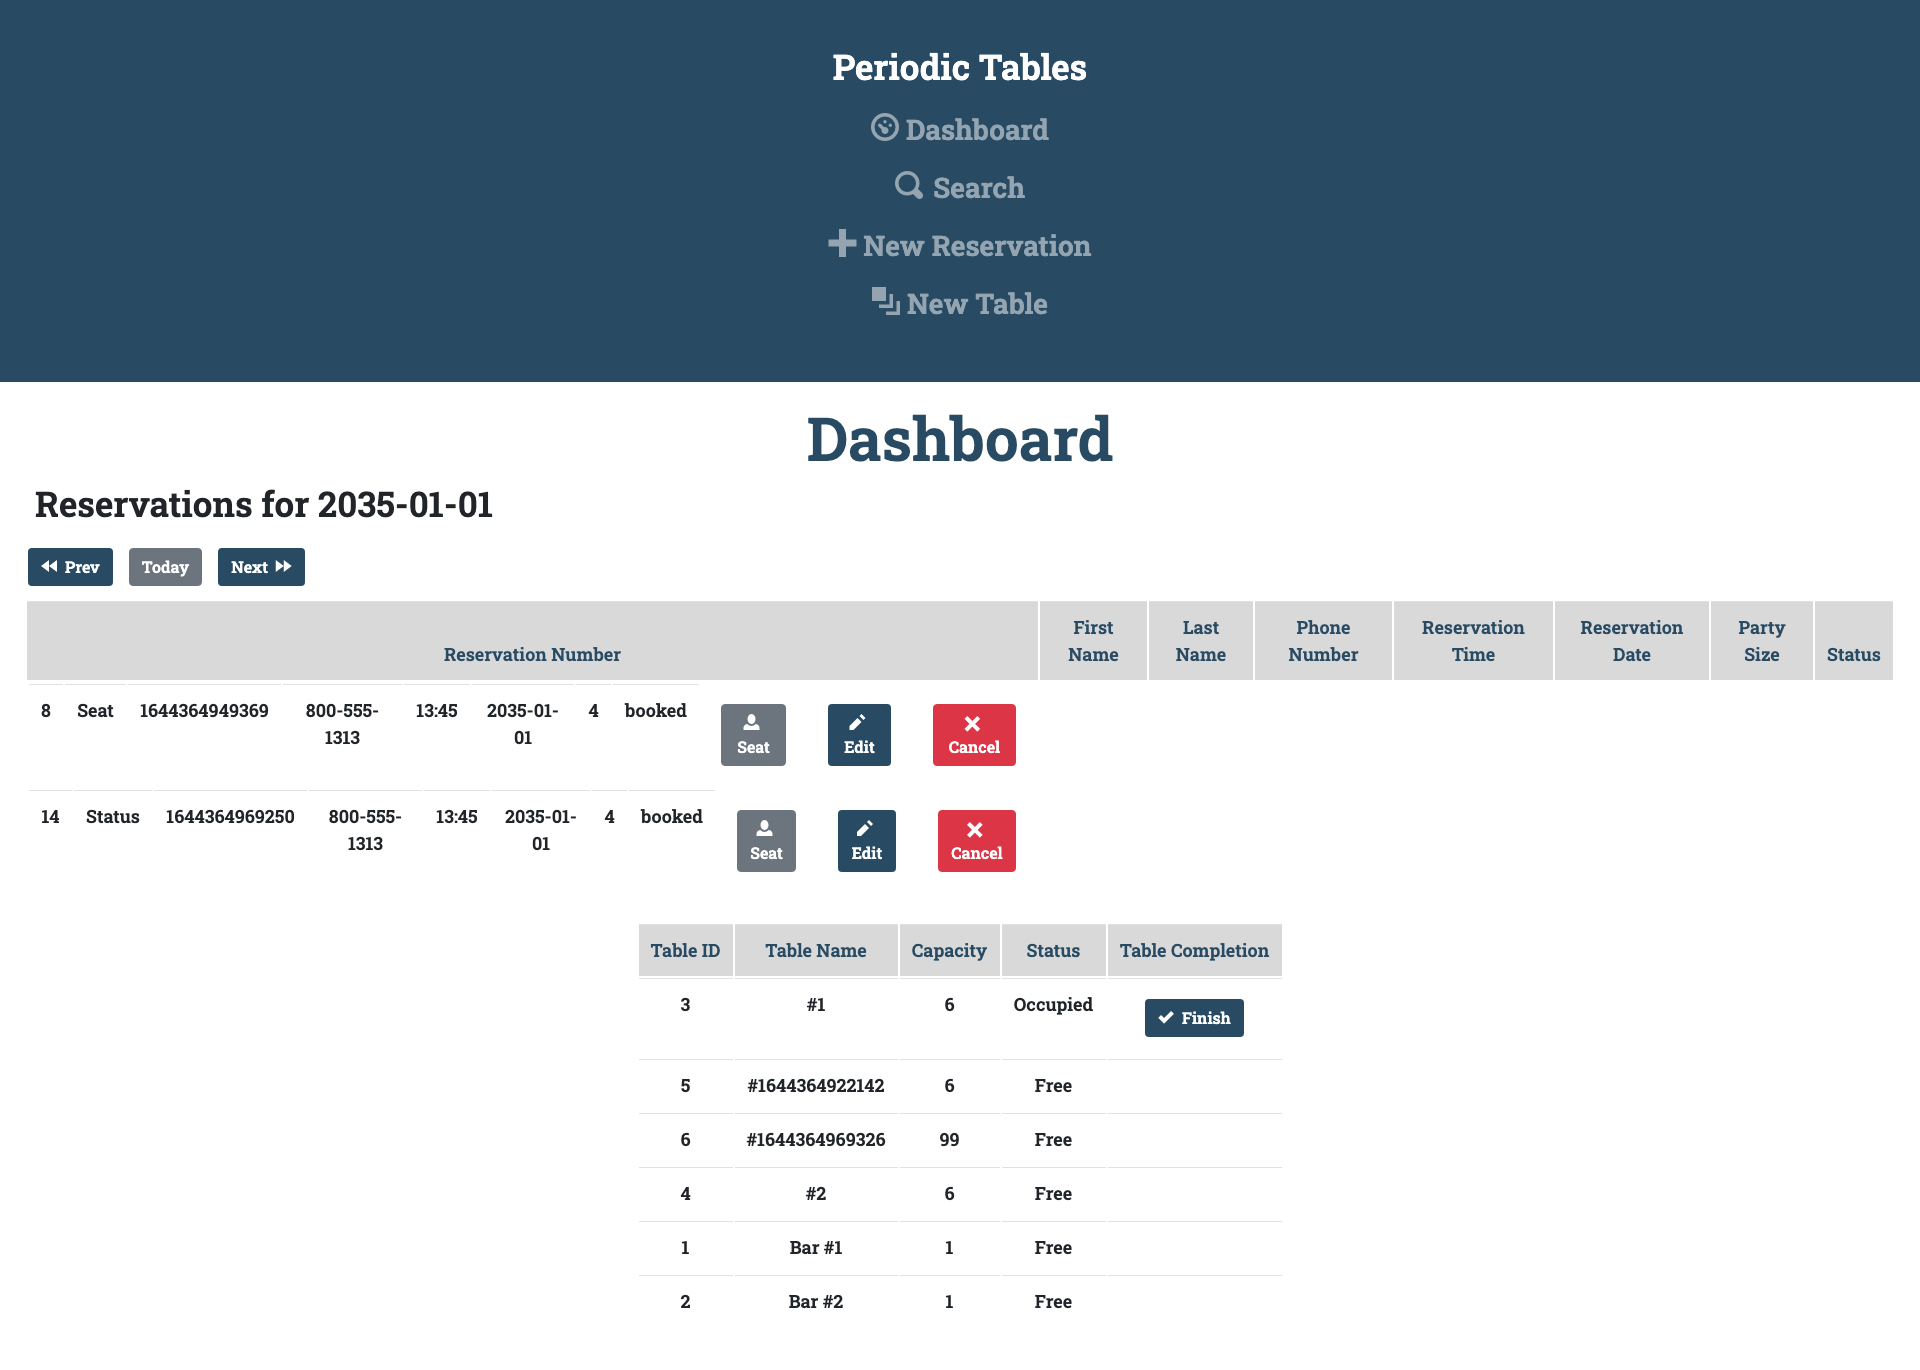 Periodic Tables
Dashboard
Search
New Reservation
New Table
Dashboard
Reservations for 2035-01-01
Prev Today Next
Reservation Number First Name Last Name Phone Number Reservation Time Reservation Date Party Size Status
8 Seat 1644364949369 800-555-1313 13:45 2035-01-01 4 booked Seat Edit Cancel
14 Status 1644364969250 800-555-1313 13:45 2035-01-01 4 booked Seat Edit Cancel
Table ID Table Name Capacity Status Table Completion
3 #1 6 Occupied Finish
5 #1644364922142 6 Free
6 #1644364969326 99 Free
4 #2 6 Free
1 Bar #1 1 Free
2 Bar #2 1 Free